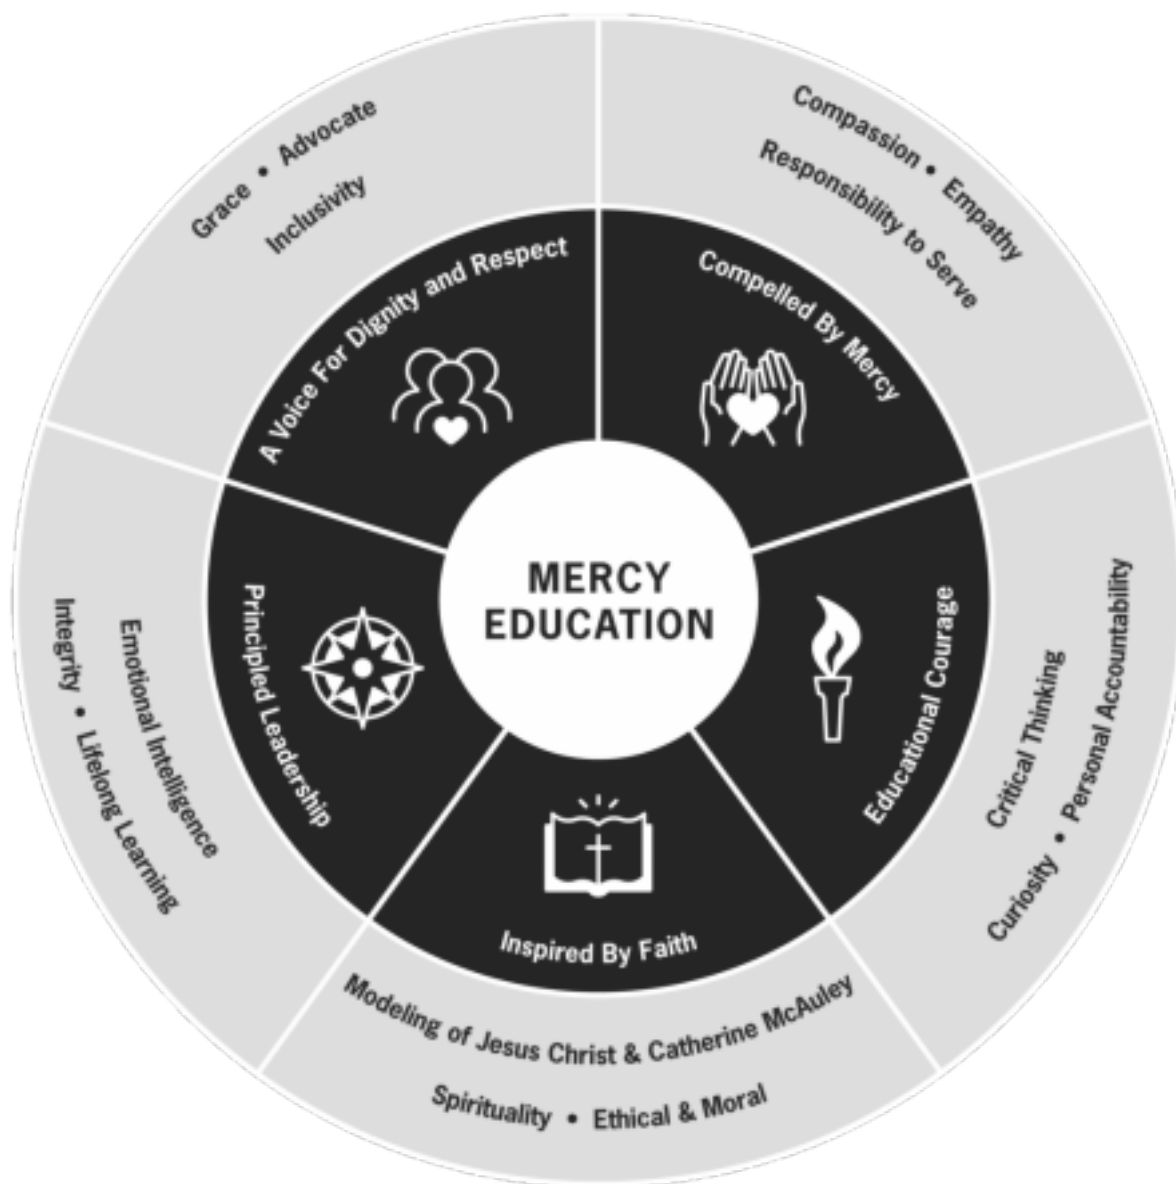 MERCY
EDUCATION
Compelled By Mercy
Compassion • Empathy
Responsibility to Serve
Educational Courage
Critical Thinking
Curiosity • Personal Accountability
Inspired By Faith
Modeling of Jesus Christ & Catherine McAuley
Spirituality • Ethical & Moral
Principled Leadership
Emotional Intelligence
Integrity • Lifelong Learning
A Voice For Dignity and Respect
Grace • Advocate
Inclusivity